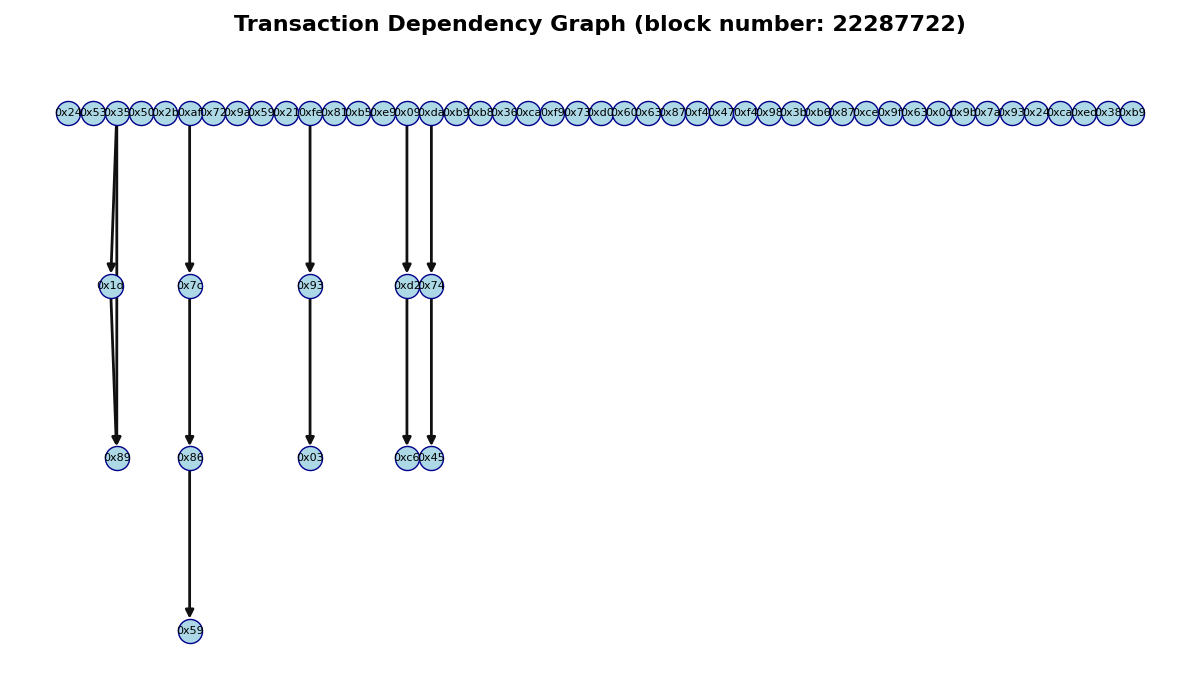 Transaction Dependency Graph (block number: 22287722)
0x24 0x53 0x35 0x50 0x2b 0xaf 0x72 0x9a 0x59 0x21 0xfe 0x81 0xb5 0xe9 0x09 0xda 0xb9 0xb8 0x36 0xca 0xf9 0x73 0xd0 0x60 0x63 0x87 0xf4 0x47 0xf4 0x98 0x3b 0xb6 0x87 0xce 0x9f 0x63 0x0c 0x9b 0x7a 0x93 0x24 0xca 0xed 0x38 0xb9
0x1d 0x7c 0x93 0xd2 0x74
0x89 0x86 0x03 0xc6 0x45
0x59